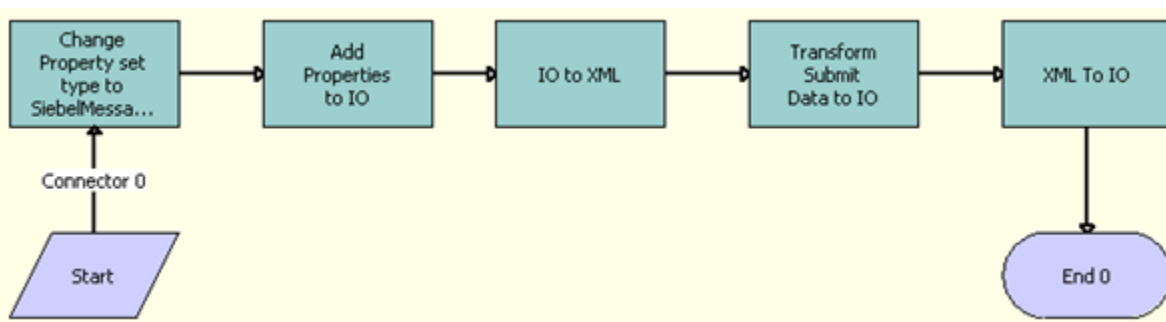 Change
Property set
type to
SiebelMessa...
Add
Properties
to IO
IO to XML
Transform
Submit
Data to IO
XML To IO
Connector 0
Start
End 0